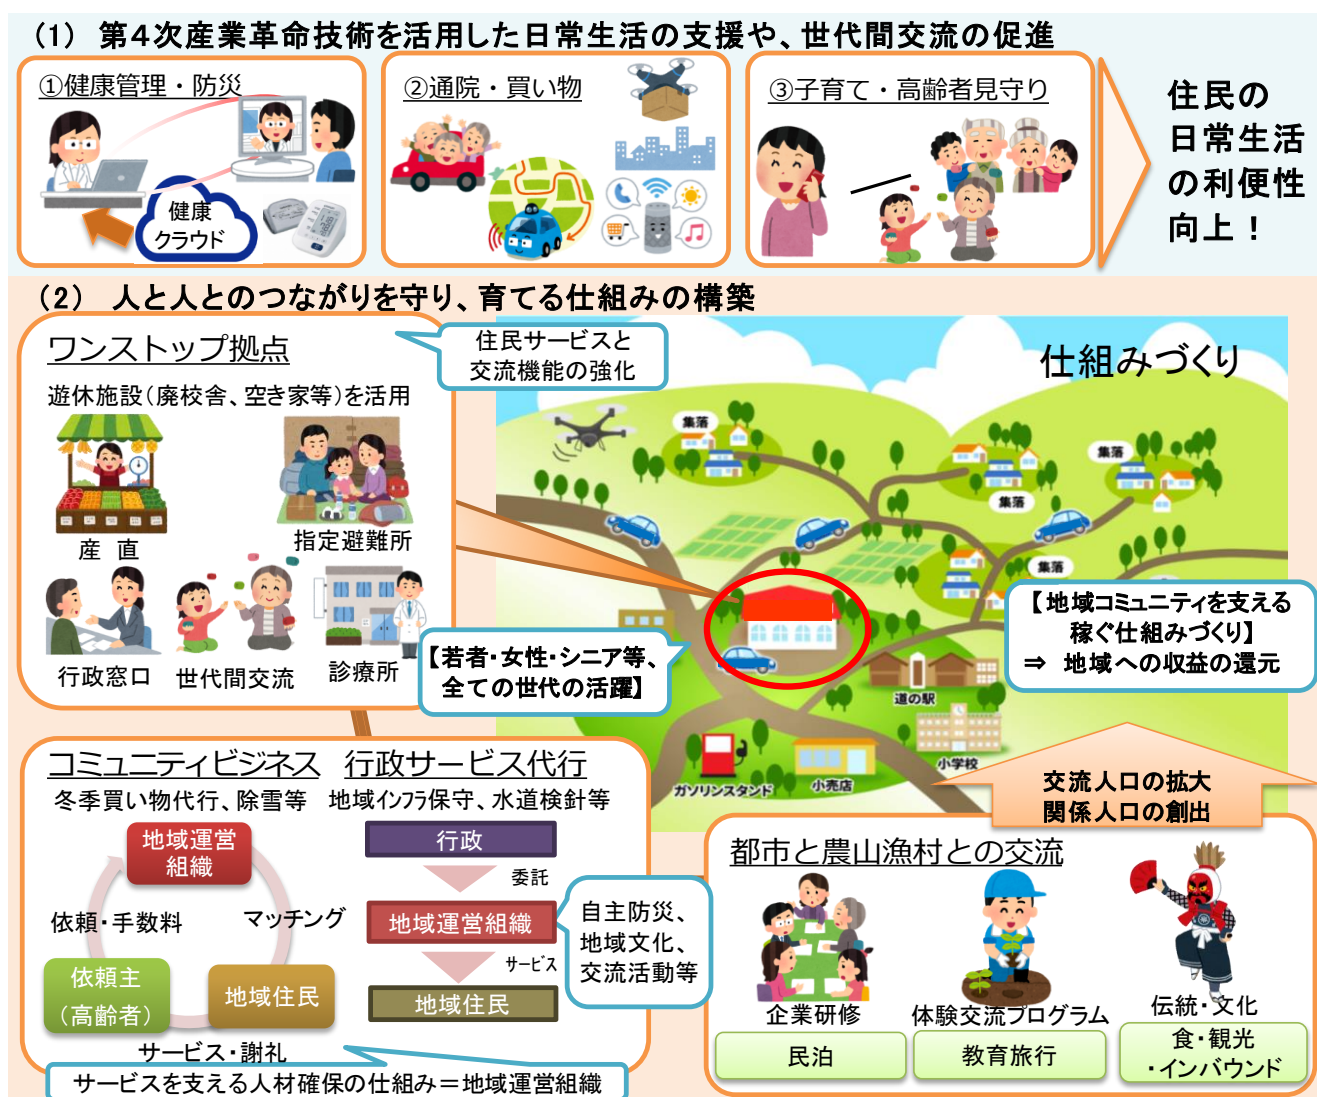 (1) 第4次産業革命技術を活用した日常生活の支援や、世代間交流の促進
①健康管理・防災
健康
クラウド
②通院・買い物
③子育て・高齢者見守り
住民の
日常生活
の利便性
向上！
(2) 人と人とのつながりを守り、育てる仕組みの構築
ワンストップ拠点
遊休施設(廃校舎、空き家等)を活用
産 直
指定避難所
行政窓口
世代間交流
診療所
住民サービスと
交流機能の強化
仕組みづくり
集落
集落
集落
集落
道の駅
小学校
ガソリンスタンド
小売店
【若者・女性・シニア等、
全ての世代の活躍】
【地域コミュニティを支える
稼ぐ仕組みづくり】
⇒ 地域への収益の還元
コミュニティビジネス
冬季買い物代行、除雪等
地域運営
組織
依頼・手数料
マッチング
依頼主
(高齢者)
地域住民
サービス・謝礼
行政サービス代行
地域インフラ保守、水道検針等
行政
委託
地域運営組織
サービス
地域住民
自主防災、
地域文化、
交流活動等
サービスを支える人材確保の仕組み＝地域運営組織
交流人口の拡大
関係人口の創出
都市と農山漁村との交流
企業研修
体験交流プログラム
伝統・文化
民泊
教育旅行
食・観光
・インバウンド